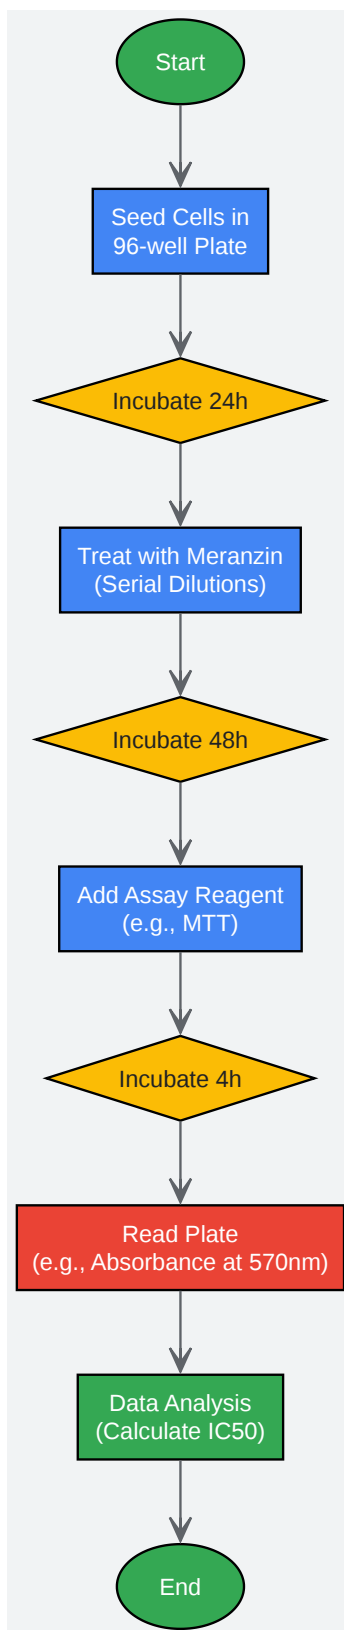 Start
Seed Cells in
96-well Plate
Incubate 24h
Treat with Meranzin
(Serial Dilutions)
Incubate 48h
Add Assay Reagent
(e.g., MTT)
Incubate 4h
Read Plate
(e.g., Absorbance at 570nm)
Data Analysis
(Calculate IC50)
End